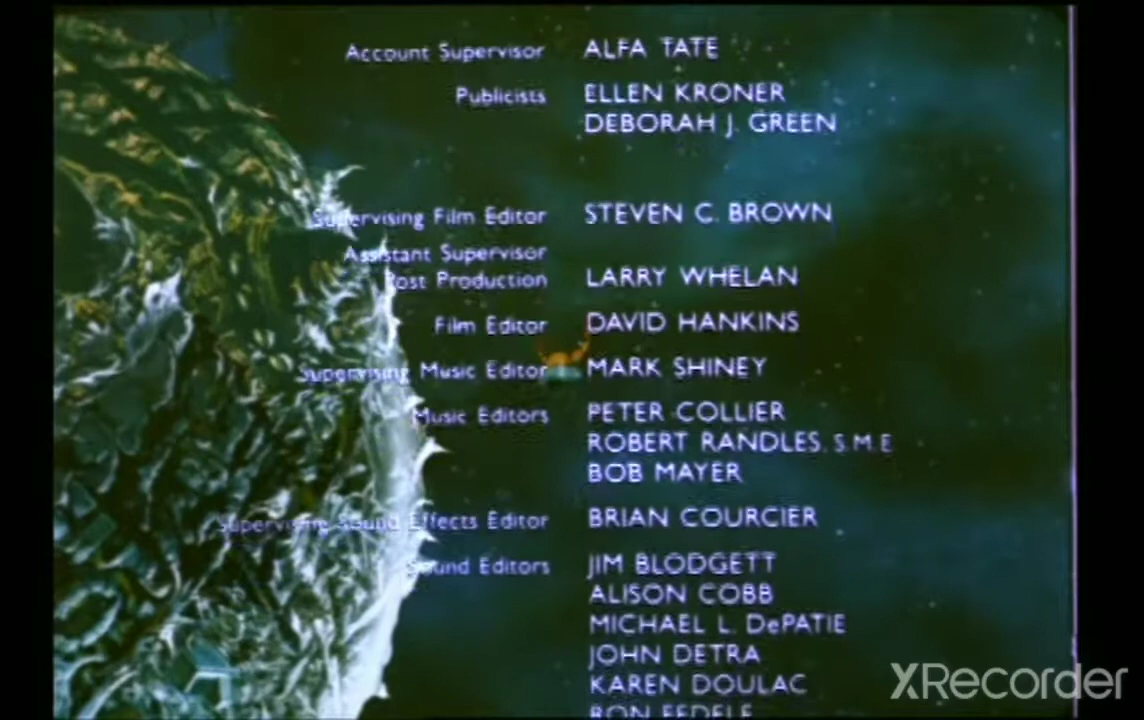 Account Supervisor ALFA TATE
Publicists ELLEN KRONER
DEBORAH J. GREEN
Supervising Film Editor STEVEN C. BROWN
Assistant Supervisor
Post Production LARRY WHELAN
Film Editor DAVID HANKINS
Supervising Music Editor MARK SHINEY
Music Editors PETER COLLIER
ROBERT RANDLES, S.M.E
BOB MAYER
Supervising Sound Effects Editor BRIAN COURCIER
Sound Editors JIM BLODGETT
ALISON COBB
MICHAEL L. DePATIE
JOHN DETRA
KAREN DOULAC
RON FEDELE
XRecorder